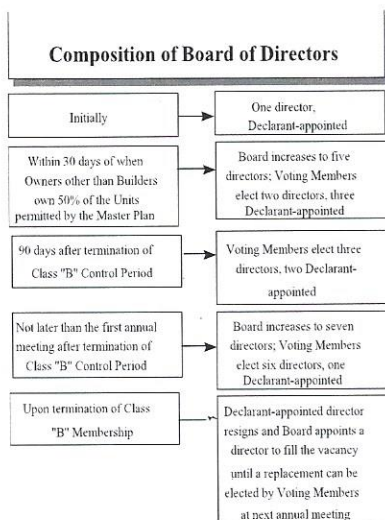 Composition of Board of Directors
Initially
One director,
Declarant-appointed
Within 30 days of when
Owners other than Builders
own 50% of the Units
permitted by the Master Plan
Board increases to five
directors; Voting Members
elect two directors, three
Declarant-appointed
90 days after termination of
Class "B" Control Period
Voting Members elect three
directors, two Declarant-
appointed
Not later than the first annual
meeting after termination of
Class "B" Control Period
Board increases to seven
directors; Voting Members
elect six directors, one
Declarant-appointed
Upon termination of Class
"B" Membership
Declarant-appointed director
resigns and Board appoints a
director to fill the vacancy
until a replacement can be
elected by Voting Members
at next annual meeting